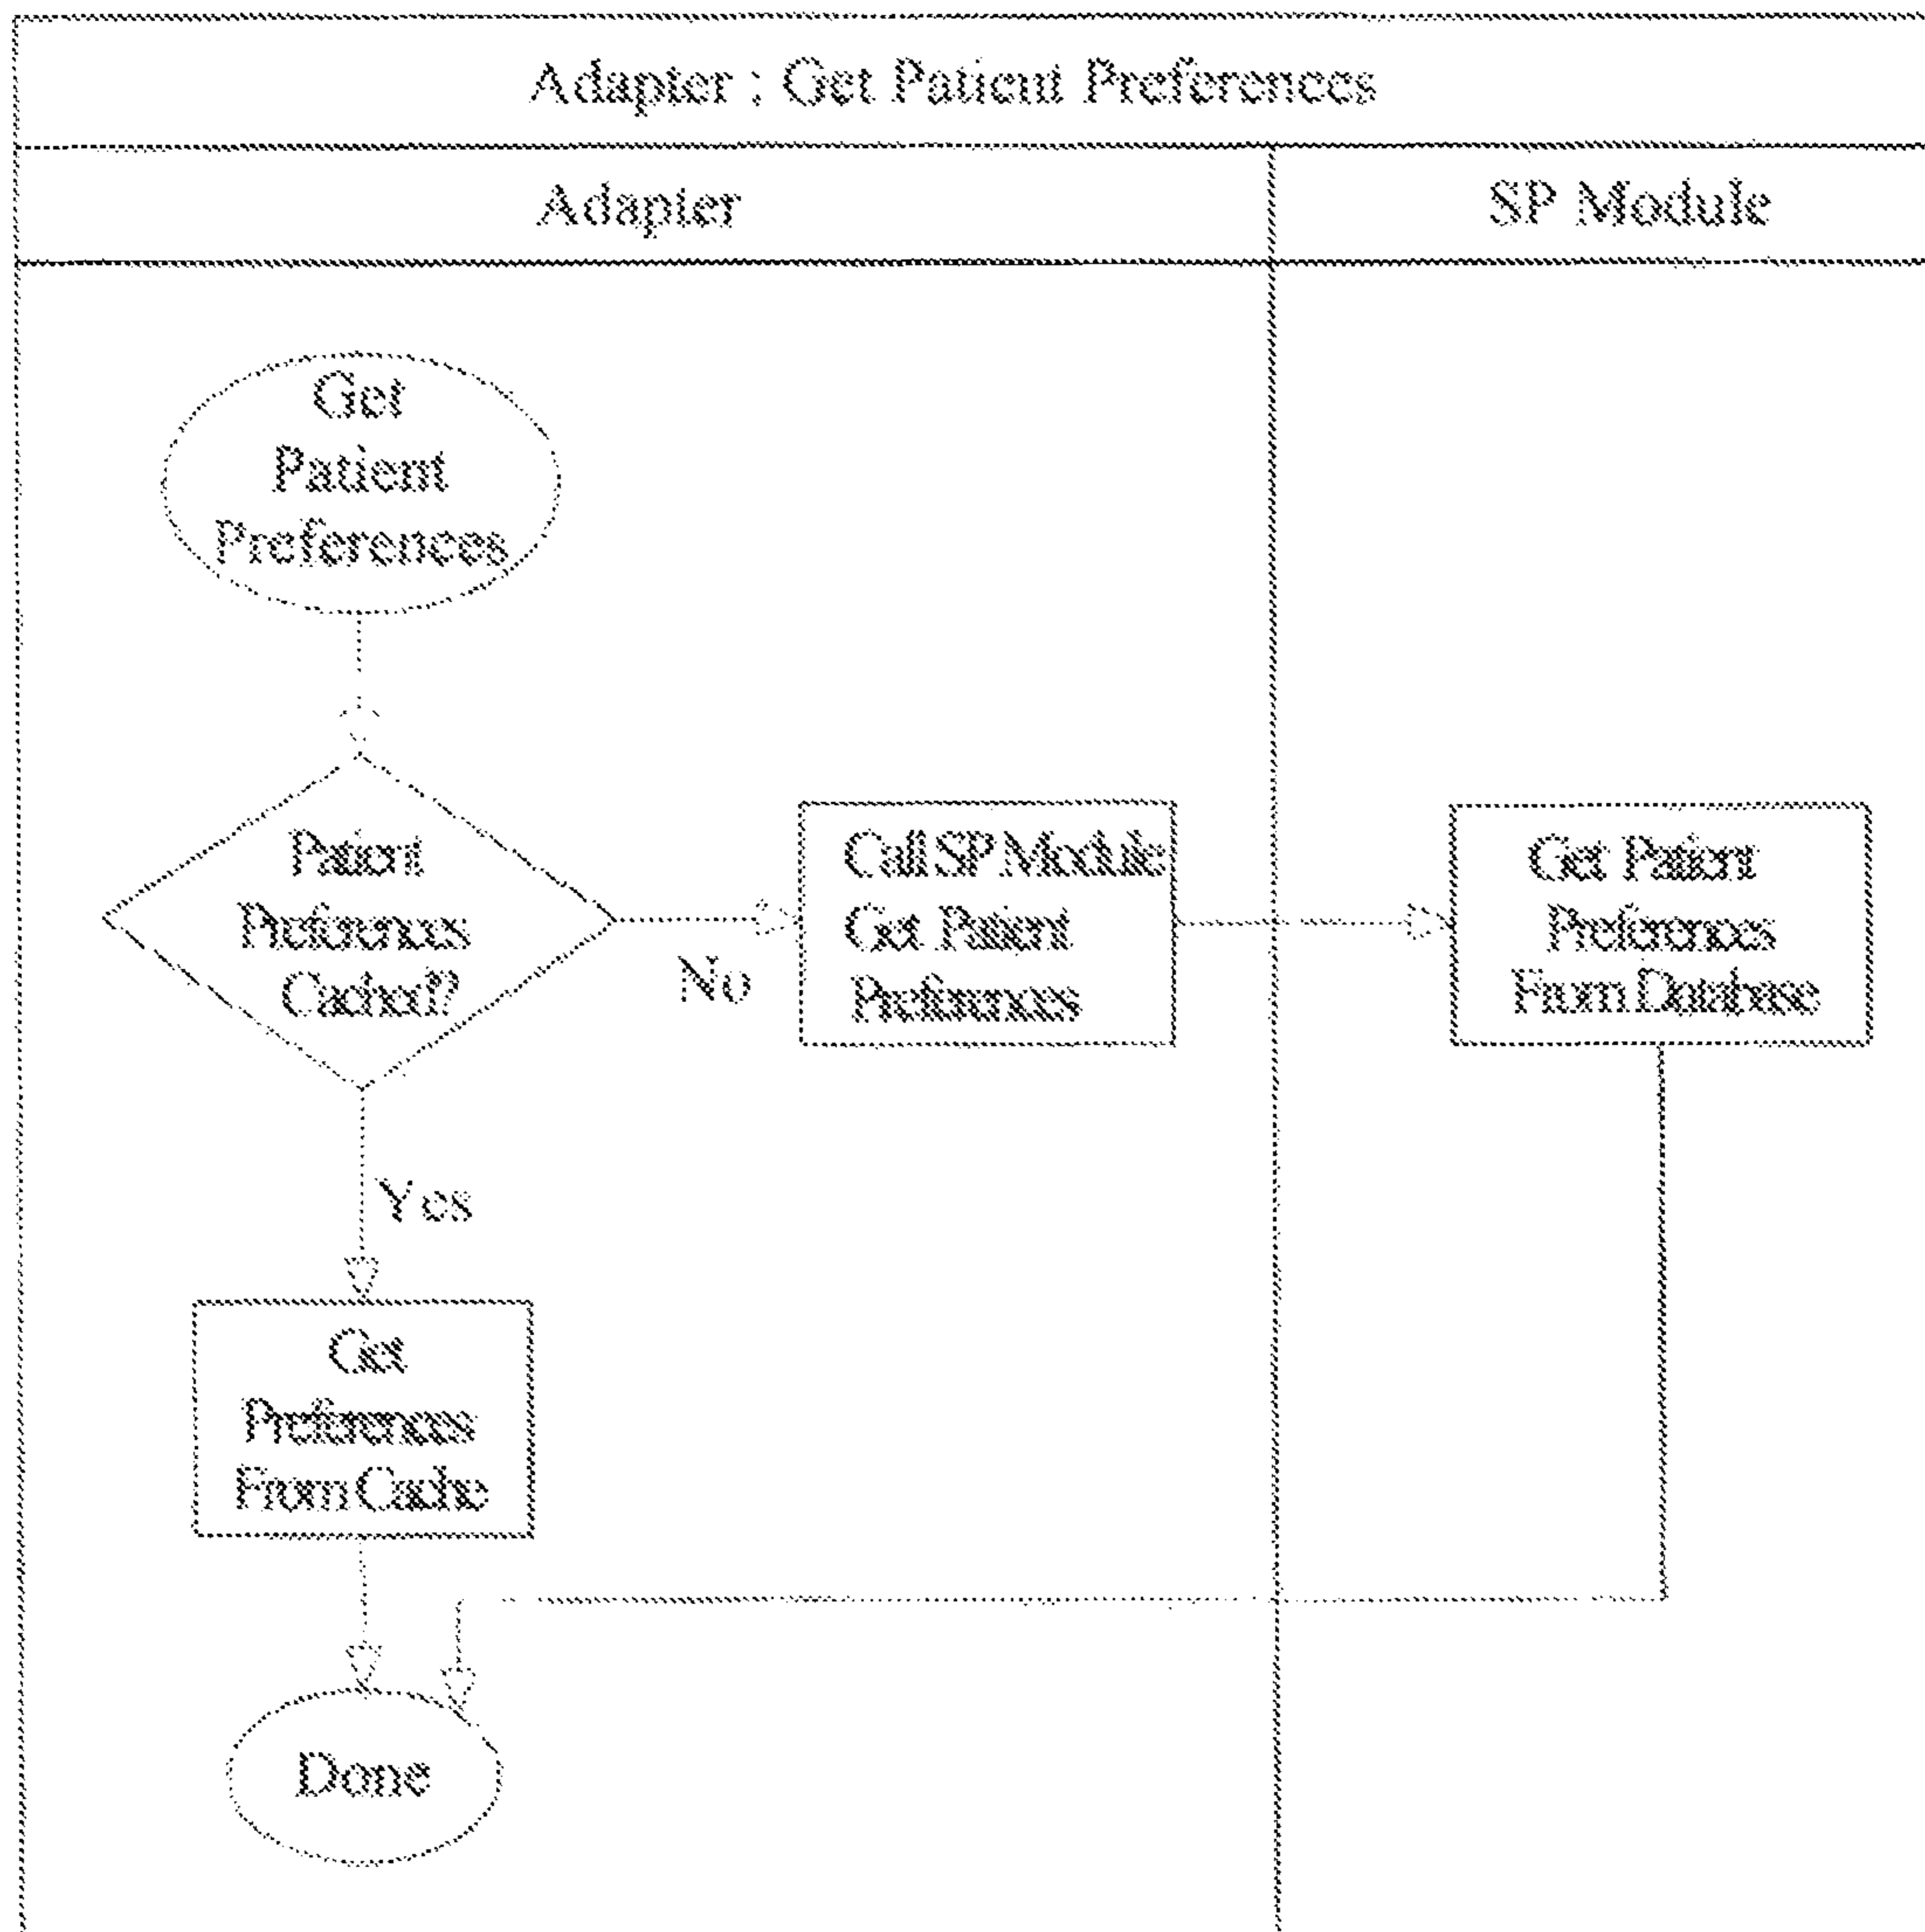 Adapter : Get Patient Preferences
Adapter
SP Module
Get
Patient
Preferences
Patient
Preferences
Cached?
No
Call SP Module
Get Patient
Preferences
Get Patient
Preferences
From Database
Yes
Get
Preferences
From Cache
Done